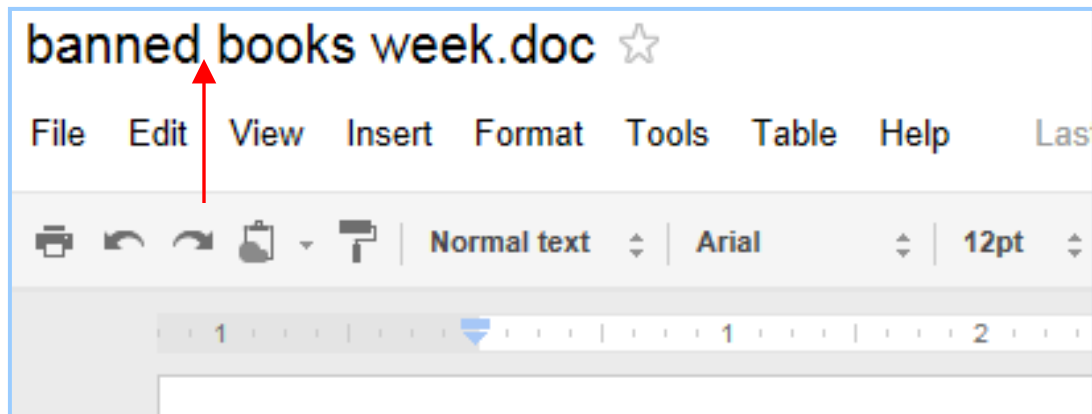 banned books week.doc
File Edit View Insert Format Tools Table Help Las
Normal text Arial 12pt
1 1 2